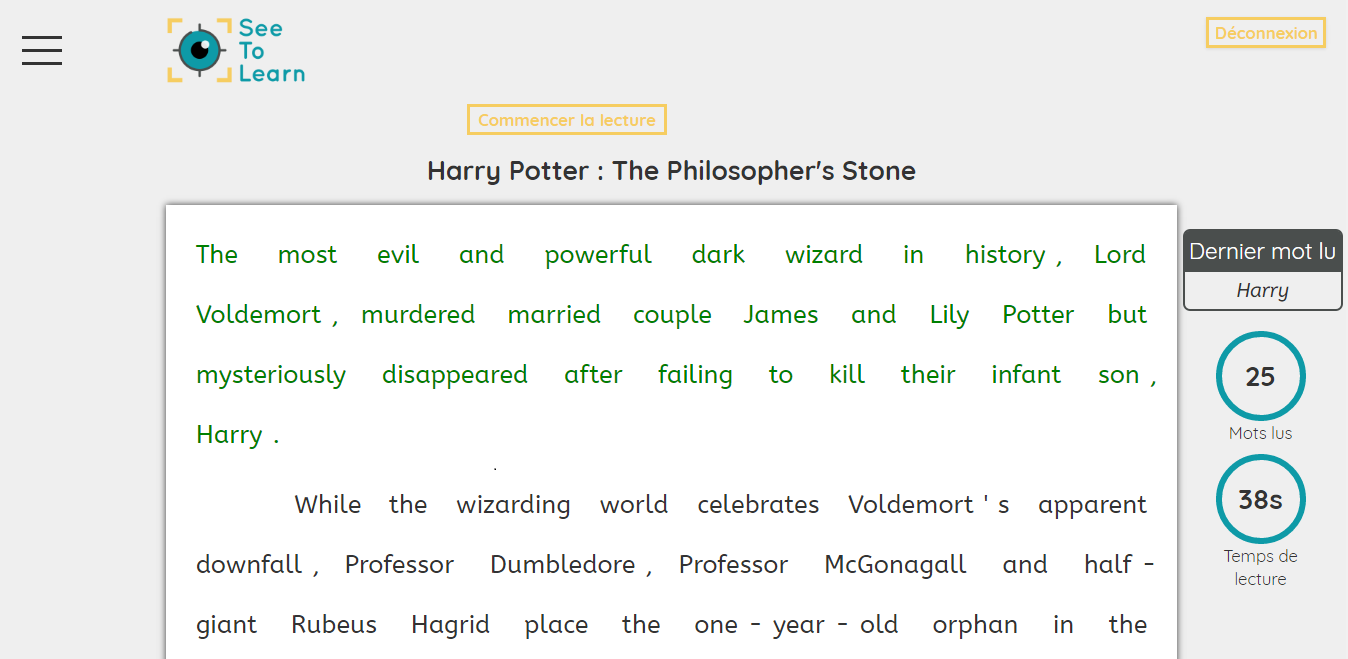 See
To
Learn
Déconnexion
Commencer la lecture
Harry Potter : The Philosopher's Stone
The most evil and powerful dark wizard in history , Lord
Voldemort , murdered married couple James and Lily Potter but
mysteriously disappeared after failing to kill their infant son ,
Harry .
While the wizarding world celebrates Voldemort ' s apparent
downfall , Professor Dumbledore , Professor McGonagall and half -
giant Rubeus Hagrid place the one - year - old orphan in the
Dernier mot lu
Harry
25
Mots lus
38s
Temps de
lecture